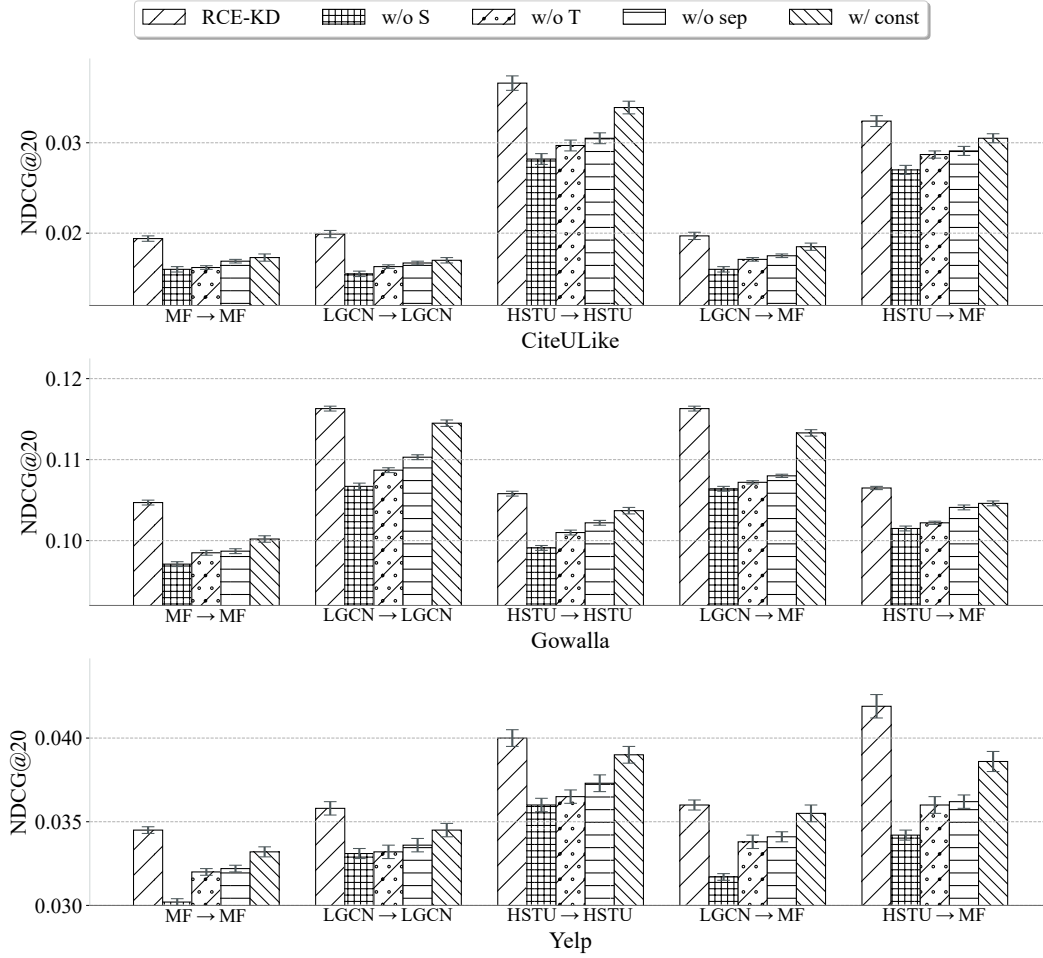 RCE-KD w/o S w/o T w/o sep w/ const
NDCG@20
0.03
0.02
MF → MF LGCN → LGCN HSTU → HSTU LGCN → MF HSTU → MF
CiteULike
NDCG@20
0.12
0.11
0.10
MF → MF LGCN → LGCN HSTU → HSTU LGCN → MF HSTU → MF
Gowalla
NDCG@20
0.040
0.035
0.030
MF → MF LGCN → LGCN HSTU → HSTU LGCN → MF HSTU → MF
Yelp